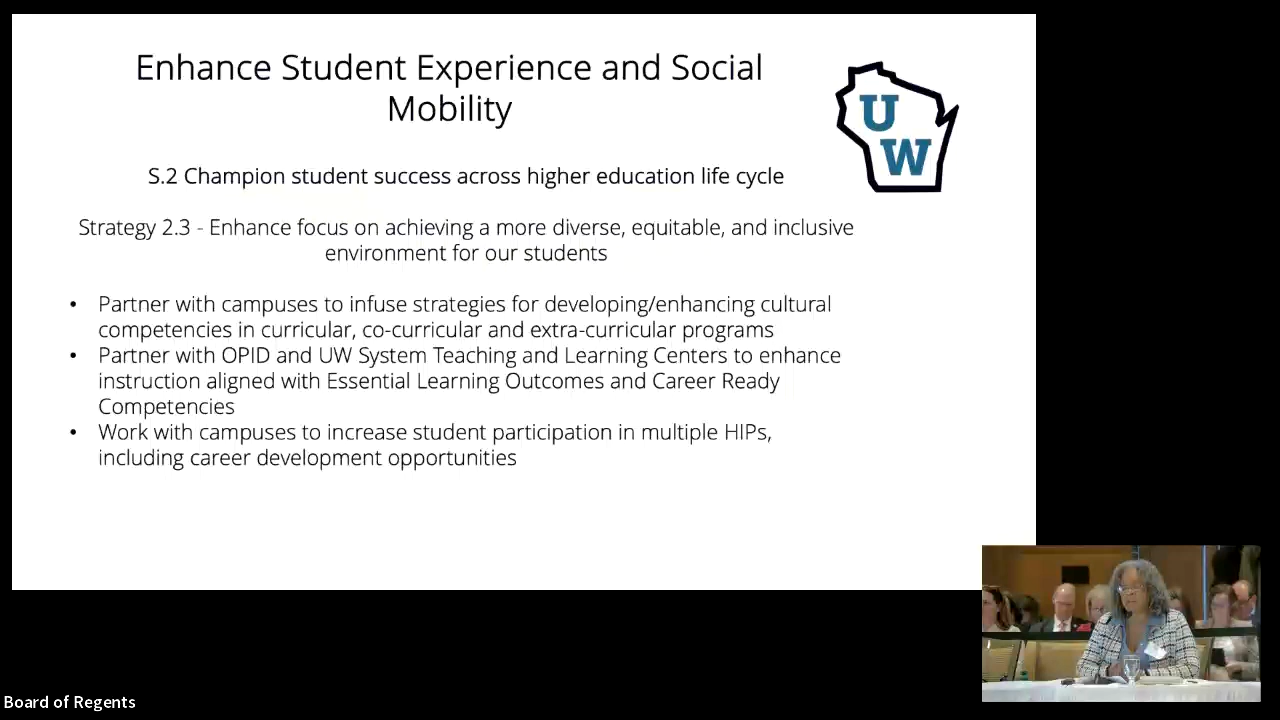 Enhance Student Experience and Social
Mobility
U
W
S.2 Champion student success across higher education life cycle
Strategy 2.3 - Enhance focus on achieving a more diverse, equitable, and inclusive
environment for our students
• Partner with campuses to infuse strategies for developing/enhancing cultural
competencies in curricular, co-curricular and extra-curricular programs
• Partner with OPID and UW System Teaching and Learning Centers to enhance
instruction aligned with Essential Learning Outcomes and Career Ready
Competencies
• Work with campuses to increase student participation in multiple HIPs,
including career development opportunities
Board of Regents